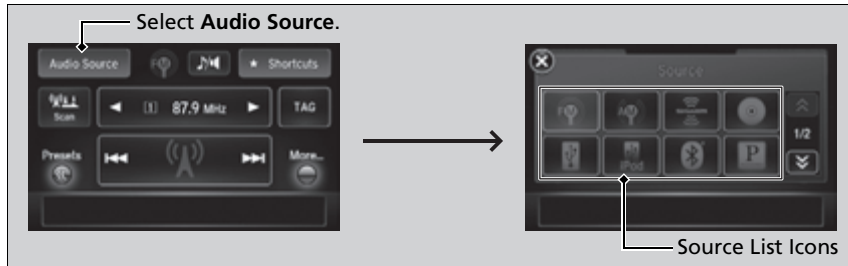 Select Audio Source.
Audio Source
Shortcuts
Scan
1 87.9 MHz
TAG
Presets
More...
Source
1/2
iPod
P
Source List Icons